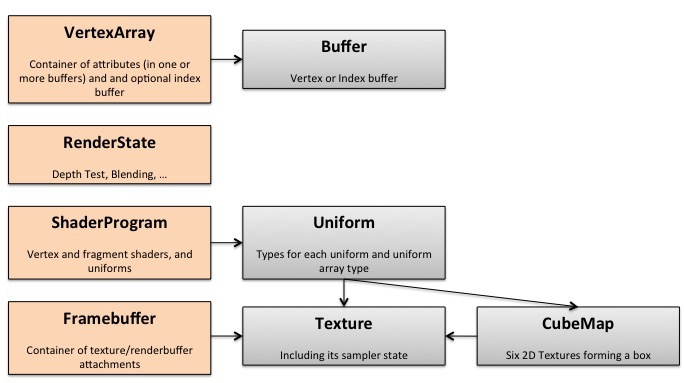 VertexArray
Container of attributes (in one or
more buffers) and and optional index
buffer
Buffer
Vertex or Index buffer
RenderState
Depth Test, Blending, …
ShaderProgram
Vertex and fragment shaders, and
uniforms
Uniform
Types for each uniform and uniform
array type
Framebuffer
Container of texture/renderbuffer
attachments
Texture
Including its sampler state
CubeMap
Six 2D Textures forming a box